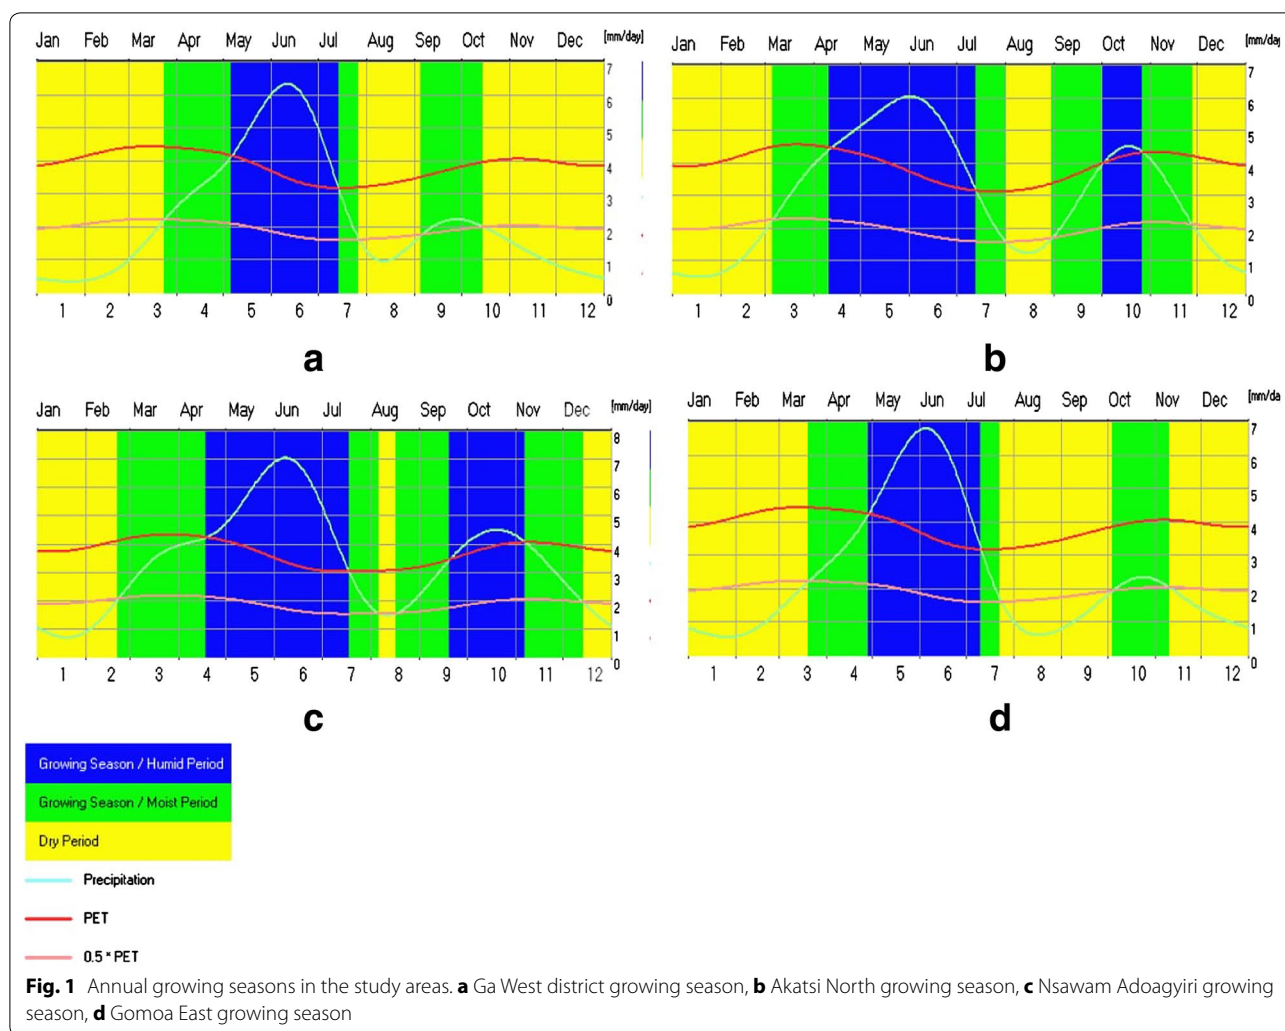 Jan Feb Mar Apr May Jun Jul Aug Sep Oct Nov Dec [mm/day]
7
6
5
4
3
2
1
0
1 2 3 4 5 6 7 8 9 10 11 12
a
Jan Feb Mar Apr May Jun Jul Aug Sep Oct Nov Dec [mm/day
7
6
5
4
3
2
1
0
1 2 3 4 5 6 7 8 9 10 11 12
b
Jan Feb Mar Apr May Jun Jul Aug Sep Oct Nov Dec [mm/day]
8
7
6
5
4
3
2
1
0
1 2 3 4 5 6 7 8 9 10 11 12
c
Jan Feb Mar Apr May Jun Jul Aug Sep Oct Nov Dec [mm/da
7
6
5
4
3
2
1
0
1 2 3 4 5 6 7 8 9 10 11 12
d
Growing Season / Humid Period
Growing Season / Moist Period
Dry Period
Precipitation
PET
0.5 * PET
Fig. 1 Annual growing seasons in the study areas. a Ga West district growing season, b Akatsi North growing season, c Nsawam Adoagyiri growing
season, d Gomoa East growing season